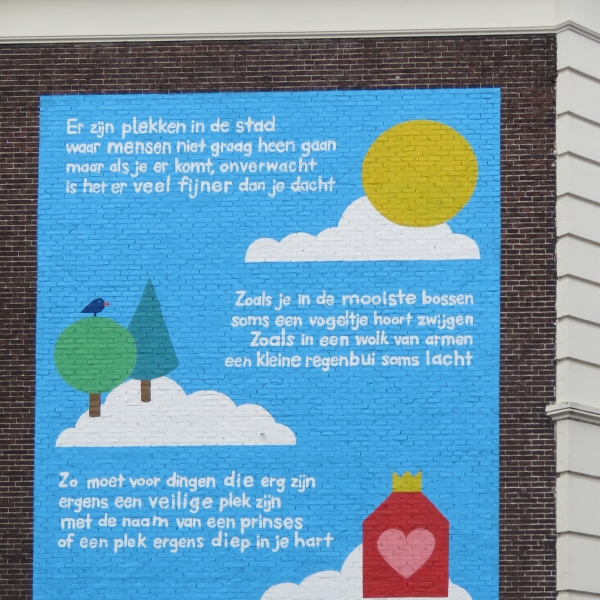 Er zijn plekken in de stad
waar mensen niet graag heen gaan
maar als je er komt, onverwacht
is het er veel fijner dan je dacht
Zoals je in de mooiste bossen
soms een vogeltje hoort zwijgen
Zoals in een wolk van armen
een kleine regenbui soms lacht
Zo moet voor dingen die erg zijn
ergens een veilige plek zijn
met de naam van een prinses
of een plek ergens diep in je hart